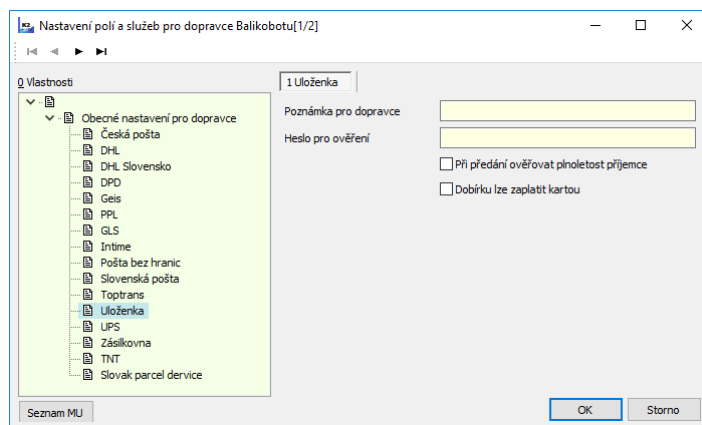 Nastavení polí a služeb pro dopravce Balikobotu[1/2]
0 Vlastnosti
Obecné nastavení pro dopravce
Česká pošta
DHL
DHL Slovensko
DPD
Geis
PPL
GLS
Intime
Pošta bez hranic
Slovenská pošta
Toptrans
Uloženka
UPS
Zásilkovna
TNT
Slovak parcel dervice
Seznam MU
1 Uloženka
Poznámka pro dopravce
Heslo pro ověření
Při předání ověřovat plnoletost příjemce
Dobírku lze zaplatit kartou
OK
Storno